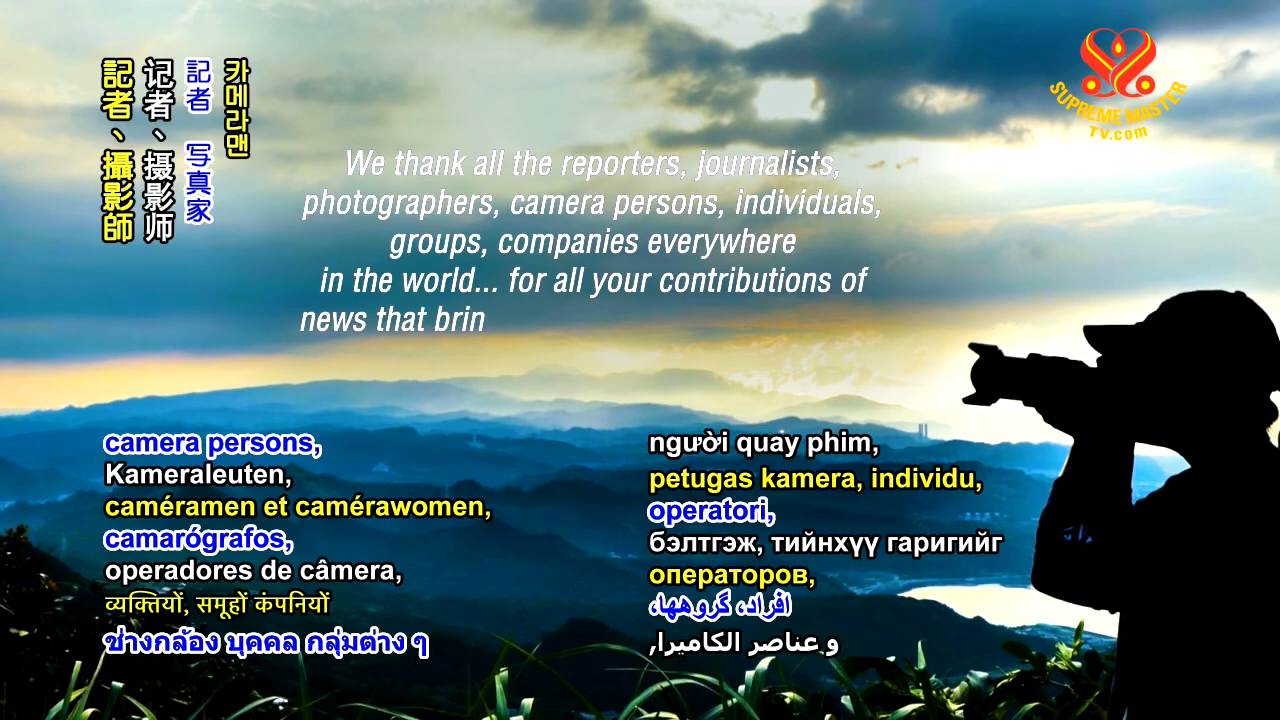 記者、攝影師
记者、摄影师
記者 写真家
카메라맨
SUPREME MASTER
TV.com
We thank all the reporters, journalists,
photographers, camera persons, individuals,
groups, companies everywhere
in the world... for all your contributions of
news that brin
camera persons,
Kameraleuten,
caméramen et camérawomen,
camarógrafos,
operadores de câmera,
व्यक्तियों, समूहों कंपनियों
ช่างกล้อง บุคคล กลุ่มต่าง ๆ
người quay phim,
petugas kamera, individu,
operatori,
бэлтгэж, тийнхүү гаригийг
операторов,
افراد، گروهها،
و عناصر الكاميرا,